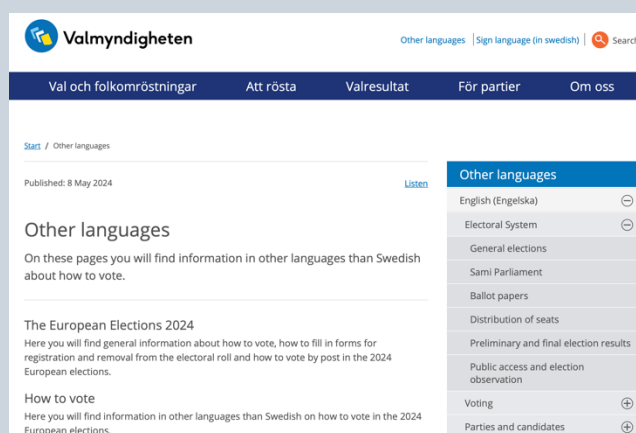 Valmyndigheten
Other languages Sign language (in swedish) Search
Val och folkomröstningar Att rösta Valresultat För partier Om oss
Start / Other languages
Published: 8 May 2024 Listen
Other languages
On these pages you will find information in other languages than Swedish
about how to vote.
The European Elections 2024
Here you will find general information about how to vote, how to fill in forms for
registration and removal from the electoral roll and how to vote by post in the 2024
European elections.
How to vote
Here you will find information in other languages than Swedish on how to vote in the 2024
European elections.
Other languages
English (Engelska)
Electoral System
General elections
Sami Parliament
Ballot papers
Distribution of seats
Preliminary and final election results
Public access and election
observation
Voting
Parties and candidates